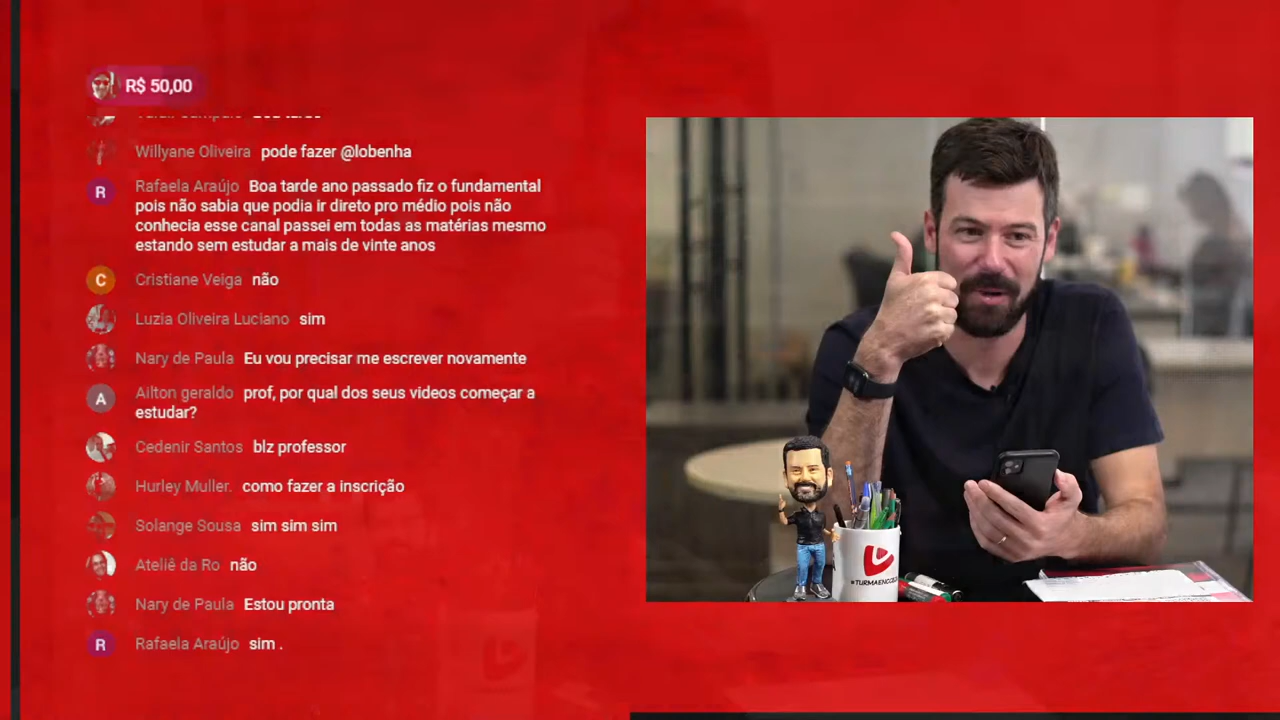 R$ 50,00
Willyane Oliveira pode fazer @lobenha
Rafaela Araújo Boa tarde ano passado fiz o fundamental
pois não sabia que podia ir direto pro médio pois não
conhecia esse canal passei em todas as matérias mesmo
estando sem estudar a mais de vinte anos
Cristiane Veiga não
Luzia Oliveira Luciano sim
Nary de Paula Eu vou precisar me escrever novamente
Ailton geraldo prof, por qual dos seus videos começar a
estudar?
Cedenir Santos blz professor
Hurley Muller. como fazer a inscrição
Solange Sousa sim sim sim
Ateliê da Ro não
Nary de Paula Estou pronta
Rafaela Araújo sim .
R
C
A
R